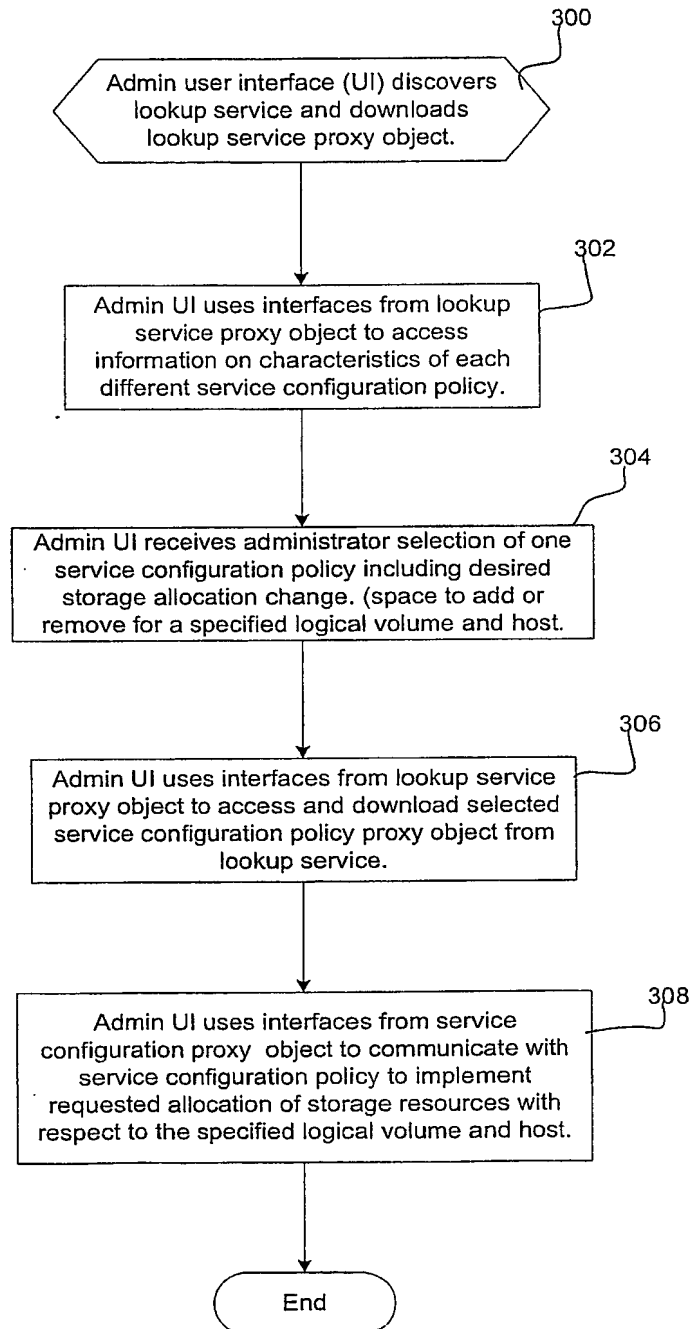 300
Admin user interface (UI) discovers
lookup service and downloads
lookup service proxy object.
302
Admin UI uses interfaces from lookup
service proxy object to access
information on characteristics of each
different service configuration policy.
304
Admin UI receives administrator selection of one
service configuration policy including desired
storage allocation change. (space to add or
remove for a specified logical volume and host.
306
Admin UI uses interfaces from lookup service
proxy object to access and download selected
service configuration policy proxy object from
lookup service.
308
Admin UI uses interfaces from service
configuration proxy object to communicate with
service configuration policy to implement
requested allocation of storage resources with
respect to the specified logical volume and host.
End